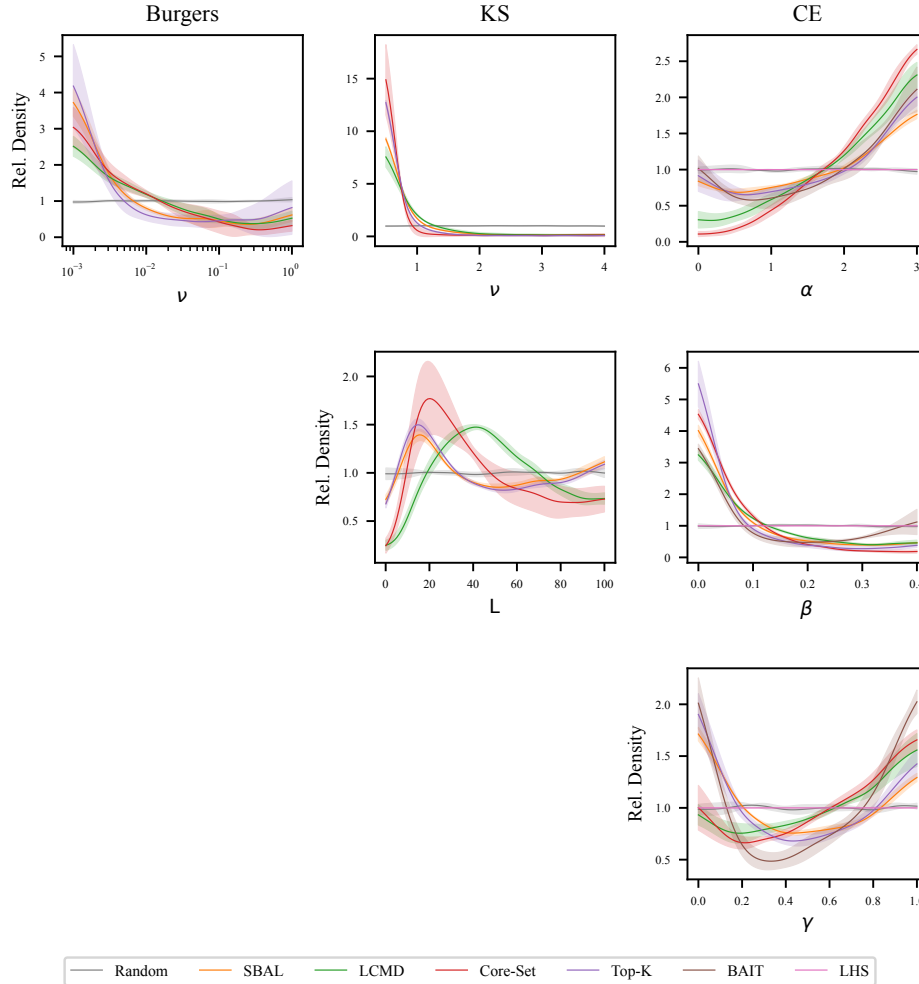 Burgers KS CE
Rel. Density
5
4
3
2
1
0
10⁻³ 10⁻² 10⁻¹ 10⁰
ν
15
10
5
0
1 2 3 4
ν
2.5
2.0
1.5
1.0
0.5
0.0
0 1 2 3
α
Rel. Density
2.0
1.5
1.0
0.5
0 20 40 60 80 100
L
6
5
4
3
2
1
0
0.0 0.1 0.2 0.3 0.4
β
Rel. Density
2.0
1.5
1.0
0.5
0.0 0.2 0.4 0.6 0.8 1.0
γ
Random SBAL LCMD Core-Set Top-K BAIT LHS